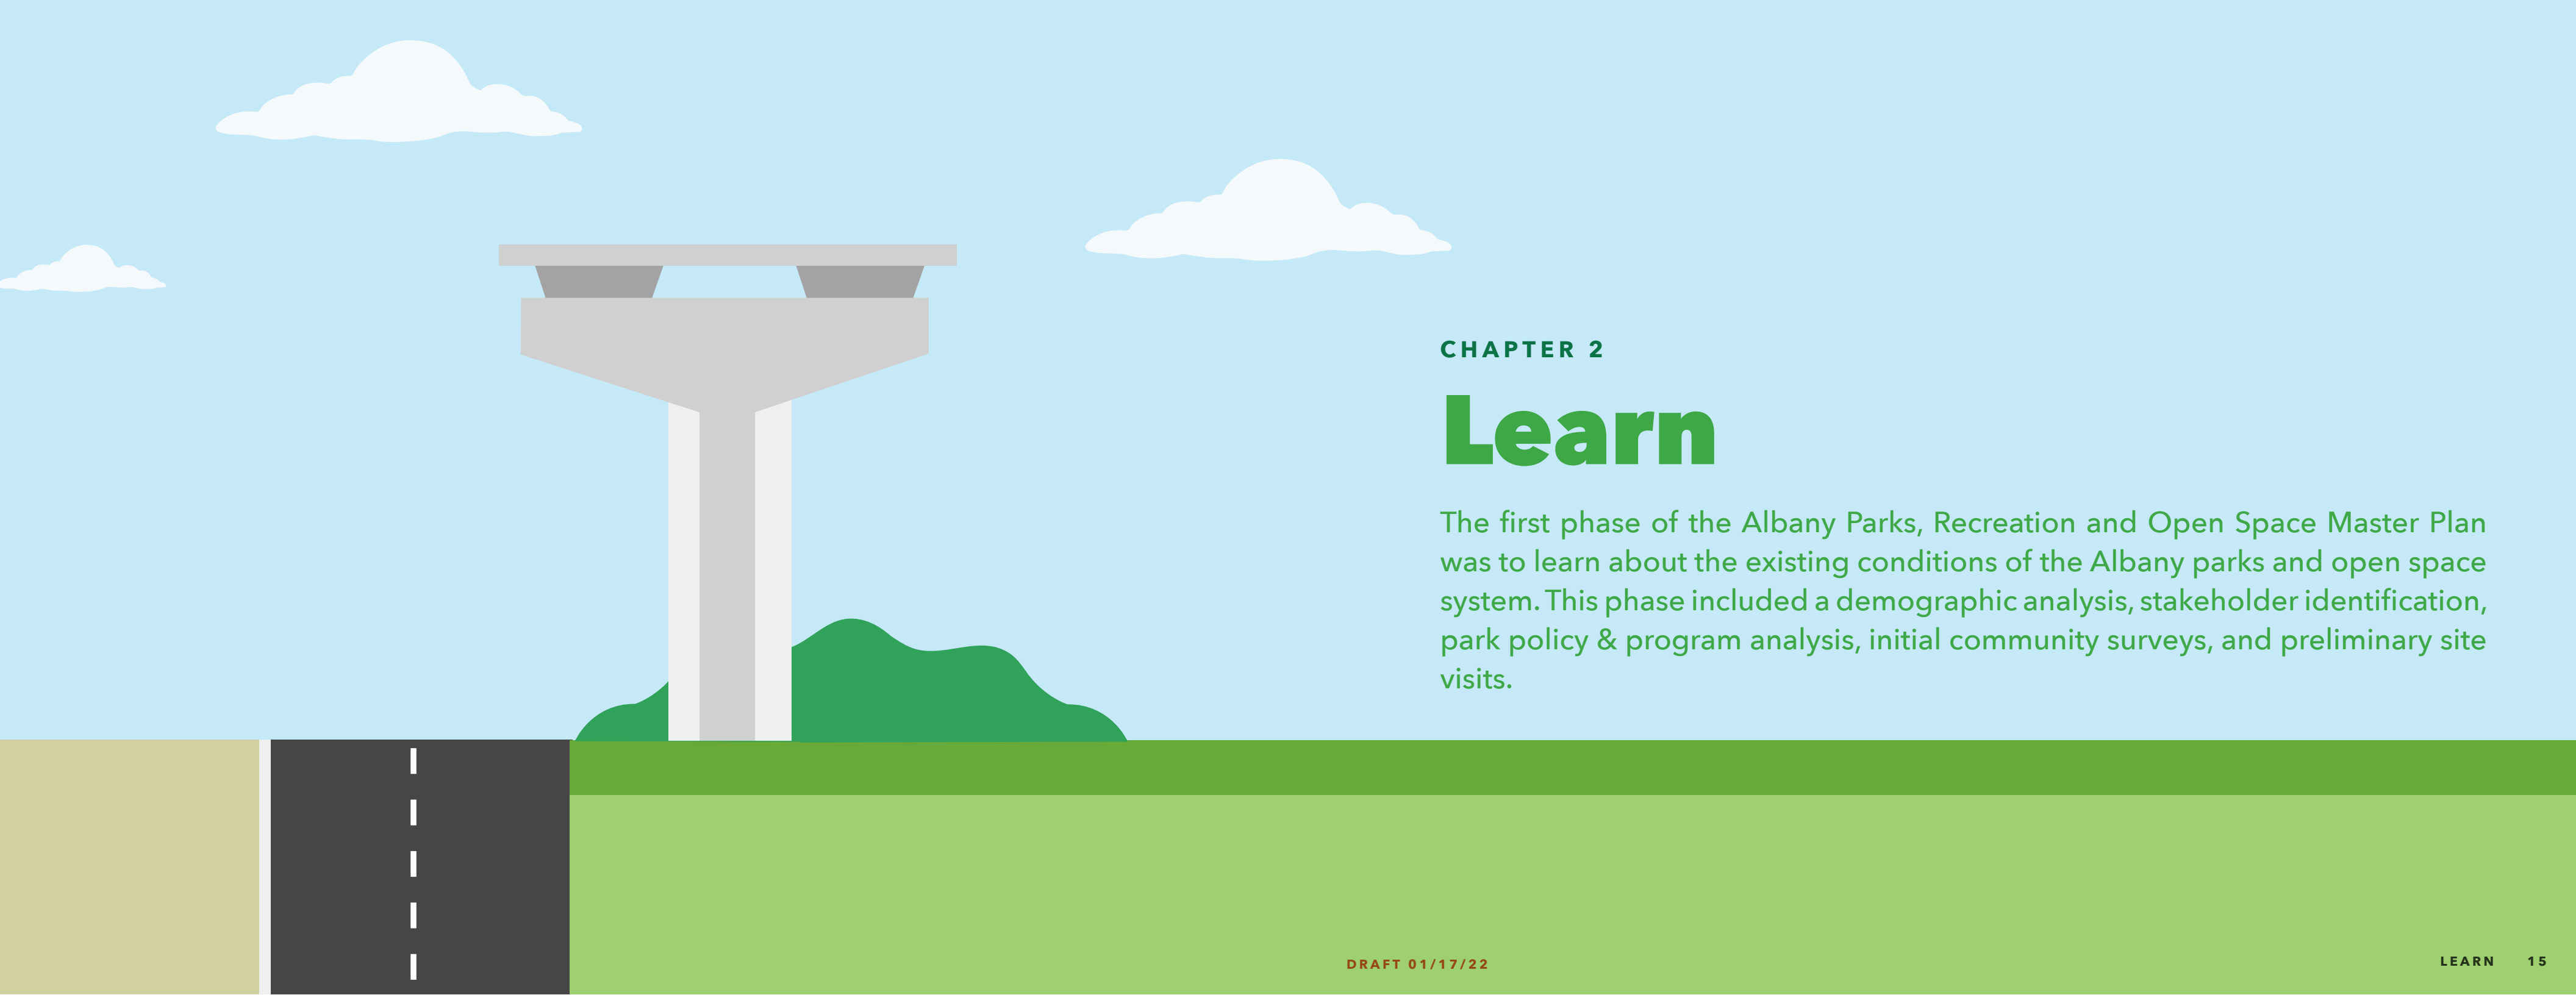 CHAPTER 2
Learn
The first phase of the Albany Parks, Recreation and Open Space Master Plan
was to learn about the existing conditions of the Albany parks and open space
system. This phase included a demographic analysis, stakeholder identification,
park policy & program analysis, initial community surveys, and preliminary site
visits.
DRAFT 01/17/22
LEARN 15